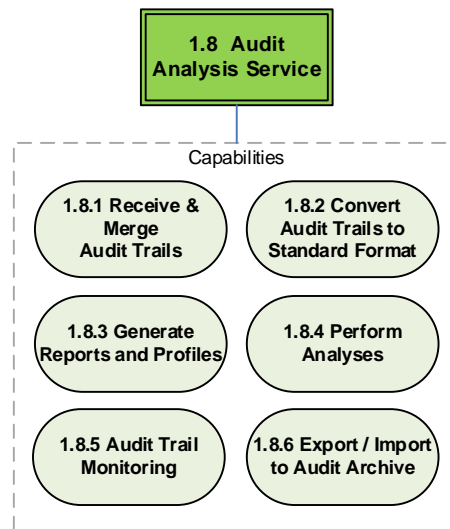 1.8 Audit
Analysis Service
Capabilities
1.8.1 Receive &
Merge
Audit Trails
1.8.2 Convert
Audit Trails to
Standard Format
1.8.3 Generate
Reports and Profiles
1.8.4 Perform
Analyses
1.8.5 Audit Trail
Monitoring
1.8.6 Export / Import
to Audit Archive